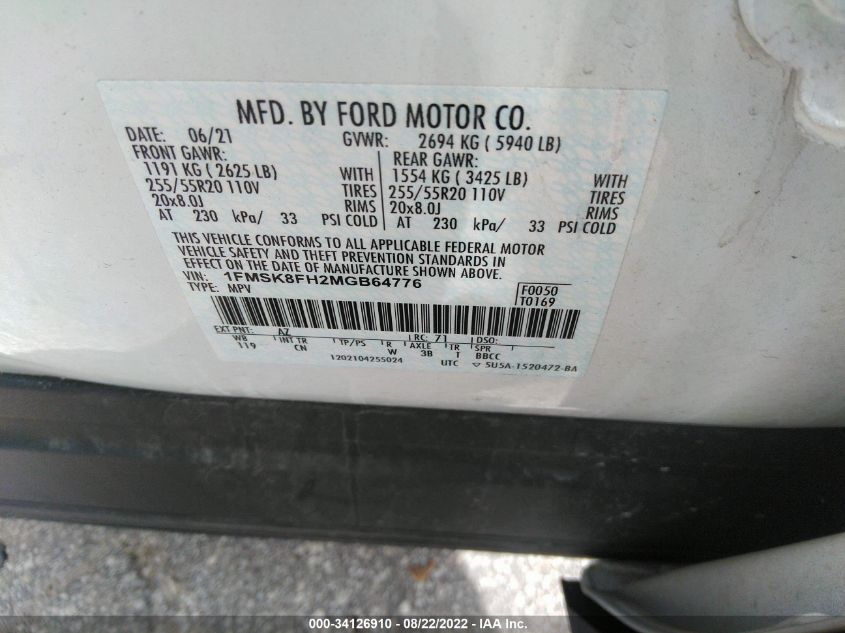 MFD. BY FORD MOTOR CO.
DATE: 06/21 GVWR: 2694 KG ( 5940 LB)
FRONT GAWR: REAR GAWR:
1191 KG ( 2625 LB) WITH 1554 KG ( 3425 LB) WITH
255/55R20 110V TIRES 255/55R20 110V TIRES
20x8.0J RIMS 20x8.0J RIMS
AT 230 kPa/ 33 PSI COLD AT 230 kPa/ 33 PSI COLD
THIS VEHICLE CONFORMS TO ALL APPLICABLE FEDERAL MOTOR
VEHICLE SAFETY AND THEFT PREVENTION STANDARDS IN
EFFECT ON THE DATE OF MANUFACTURE SHOWN ABOVE.
VIN: 1FMSK8FH2MGB64776 F0050
TYPE: MPV T0169
EXT PNT: AZ RC: 71 DSO:
WB INT TR TP/PS R AXLE TR SPR
119 CN W 3B T BBCC
1202104255024 UTC ▽ 5U5A-1520472-BA
000-34126910 - 08/22/2022 - IAA Inc.